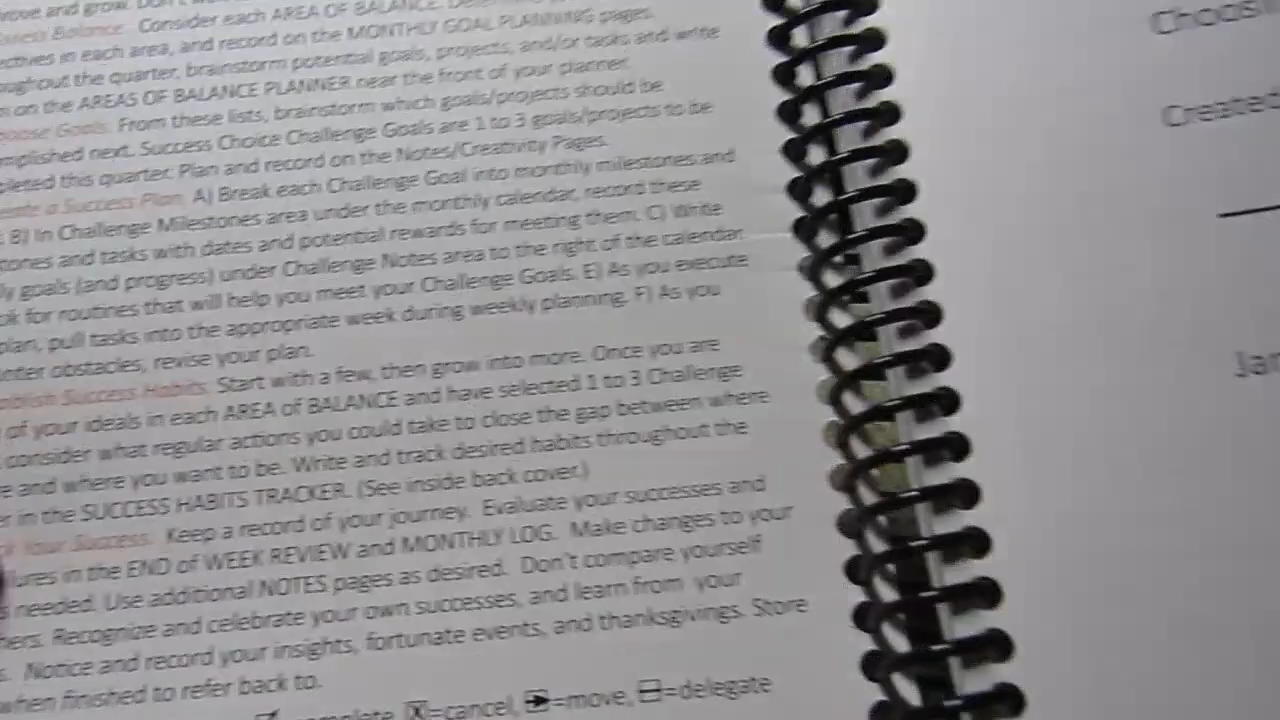 and grow.
Balance. Consider each AREA OF BALANCE.
in each area, and record on the MONTHLY GOAL PLANNING pages.
the quarter, brainstorm potential goals, projects, and/or tasks and write
on the AREAS OF BALANCE PLANNER near the front of your planner.
Goals. From these lists, brainstorm which goals/projects should be
next. Success Choice Challenge Goals are 1 to 3 goals/projects to be
this quarter. Plan and record on the Notes/Creativity Pages.
a Success Plan. A) Break each Challenge Goal into monthly milestones and
B) In Challenge Milestones area under the monthly calendar, record these
and tasks with dates and potential rewards for meeting them. C) Write
goals (and progress) under Challenge Notes area to the right of the calendar.
for routines that will help you meet your Challenge Goals. E) As you execute
plan, pull tasks into the appropriate week during weekly planning. F) As you
obstacles, revise your plan.
Success Habits. Start with a few, then grow into more. Once you are
of your ideals in each AREA of BALANCE and have selected 1 to 3 Challenge
consider what regular actions you could take to close the gap between where
and where you want to be. Write and track desired habits throughout the
in the SUCCESS HABITS TRACKER. (See inside back cover.)
Your Success. Keep a record of your journey. Evaluate your successes and
in the END of WEEK REVIEW and MONTHLY LOG. Make changes to your
needed. Use additional NOTES pages as desired. Don't compare yourself
Recognize and celebrate your own successes, and learn from your
Notice and record your insights, fortunate events, and thanksgivings. Store
when finished to refer back to.
complete, X=cancel, →=move, =delegate
Created